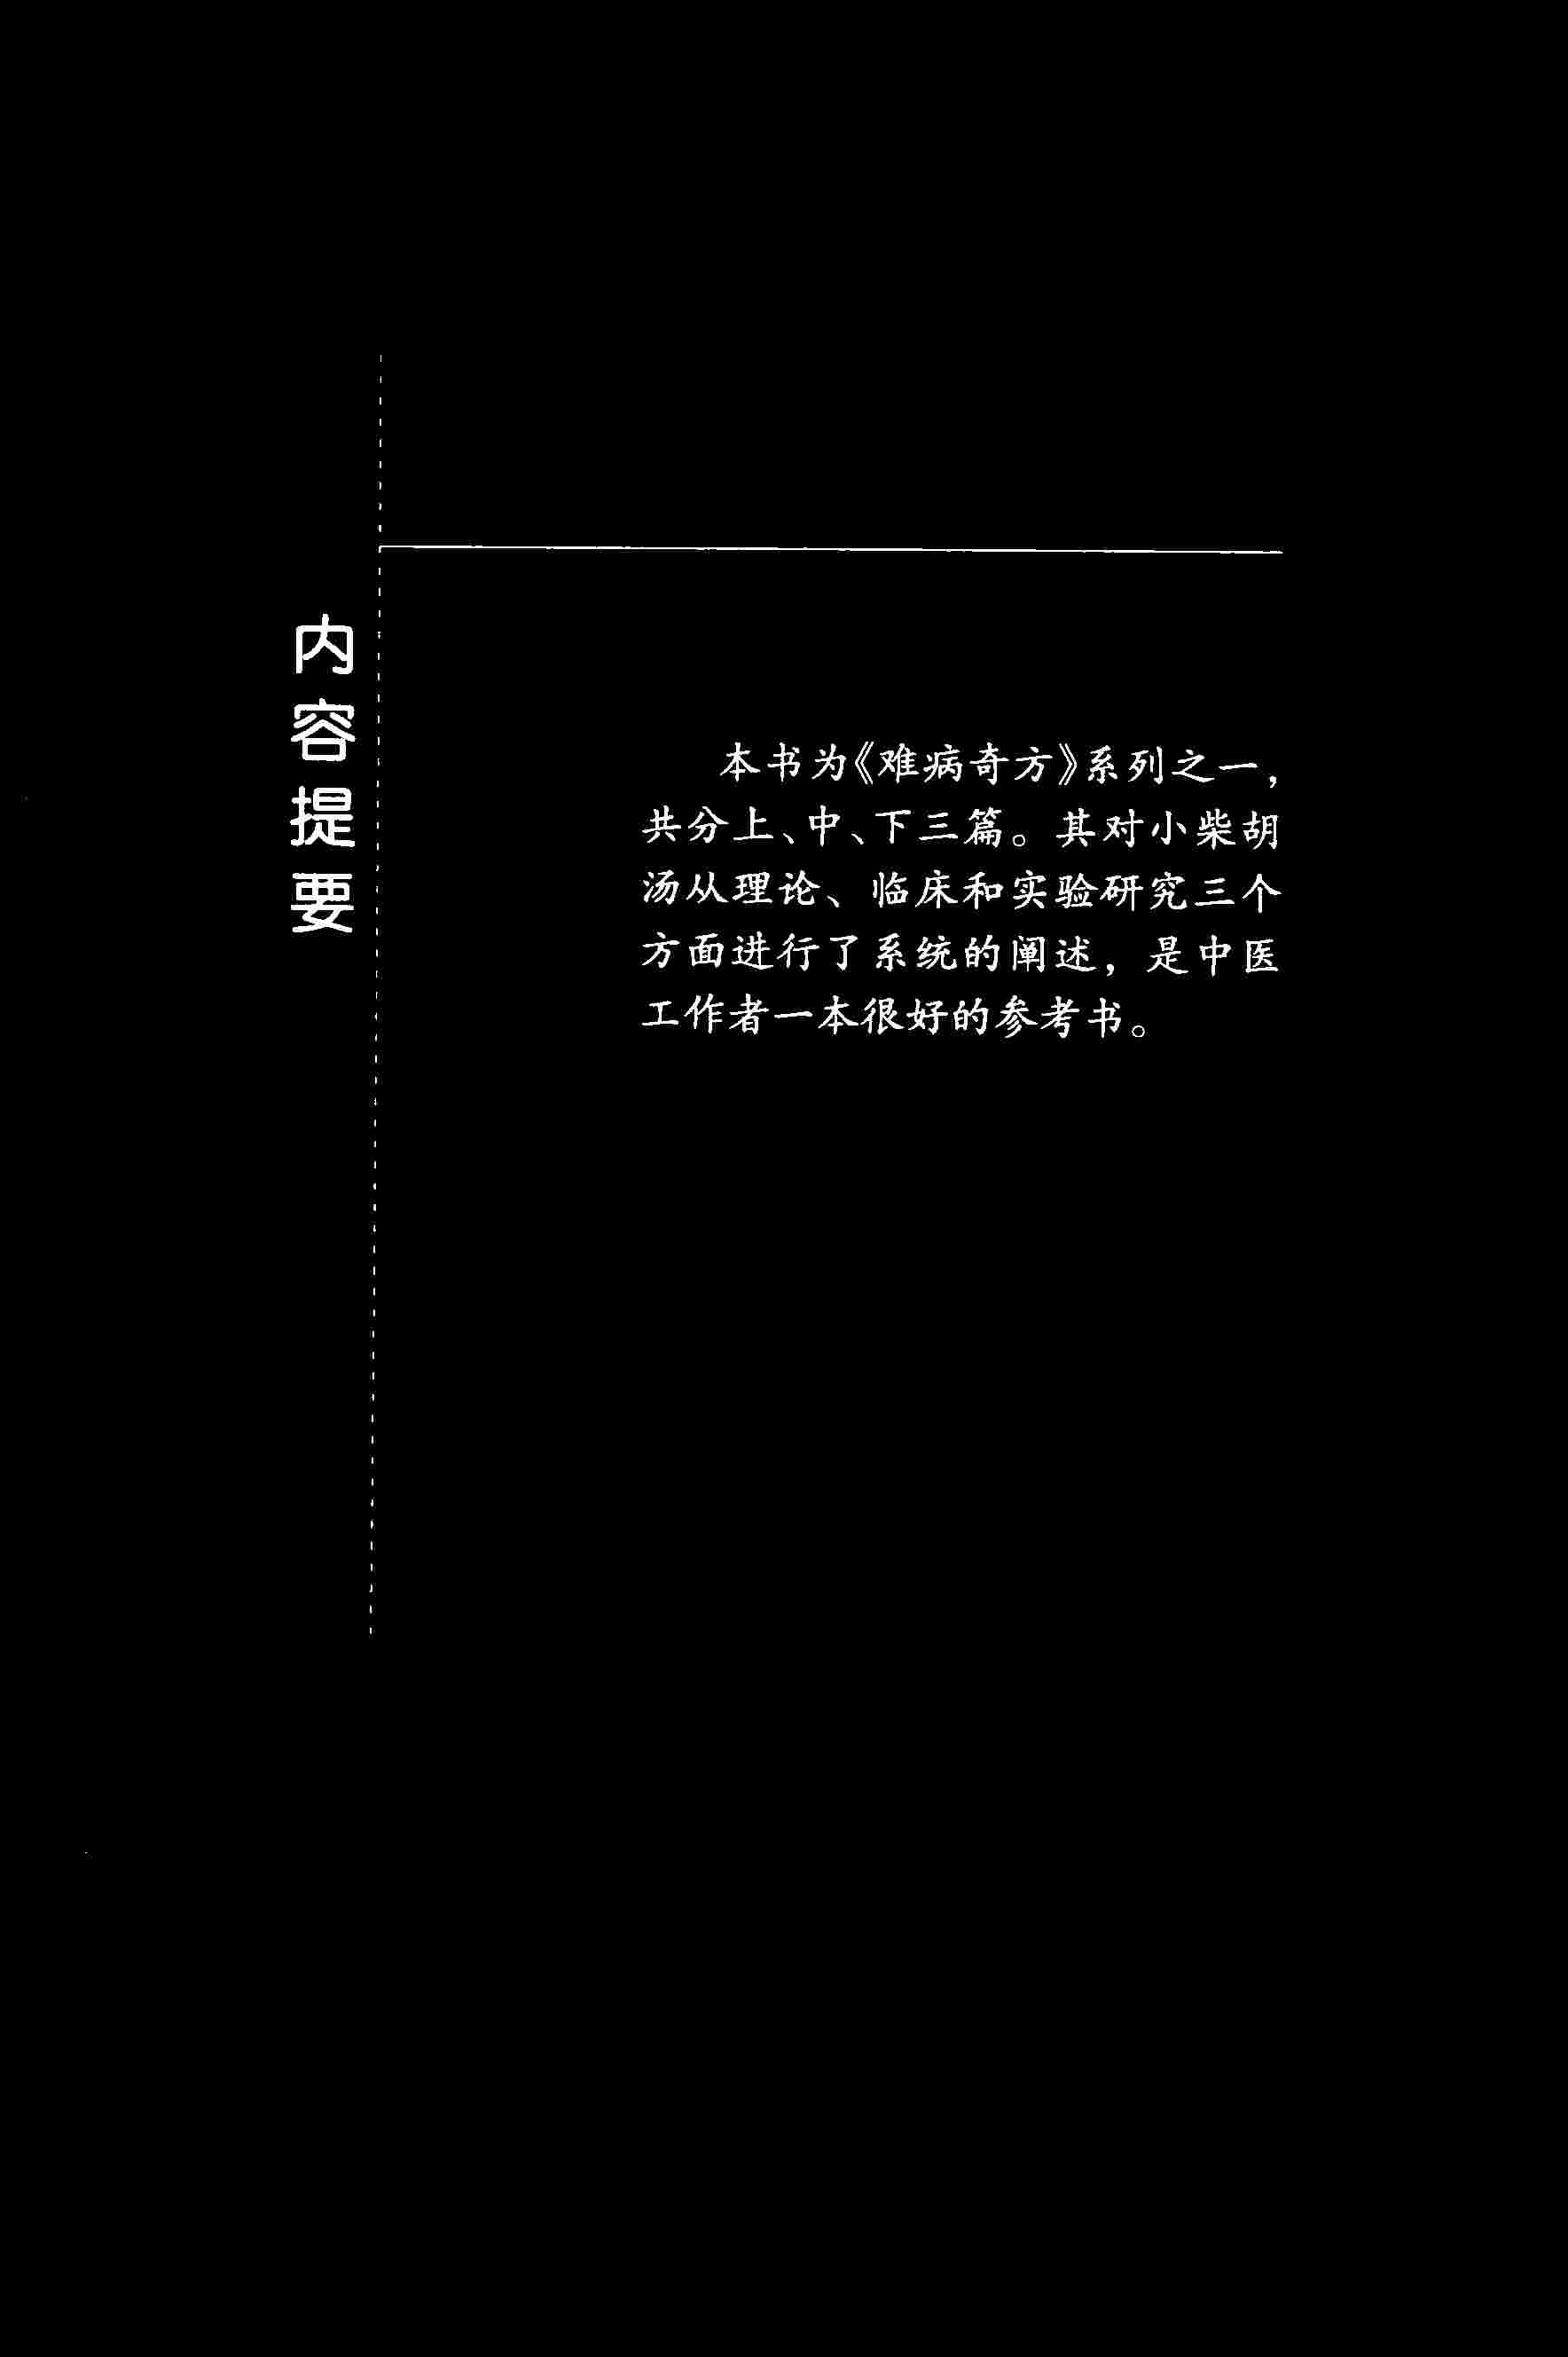 内容提要
本书为《难病奇方》系列之一，
共分上、中、下三篇。其对小柴胡
汤从理论、临床和实验研究三个
方面进行了系统的阐述，是中医
工作者一本很好的参考书。